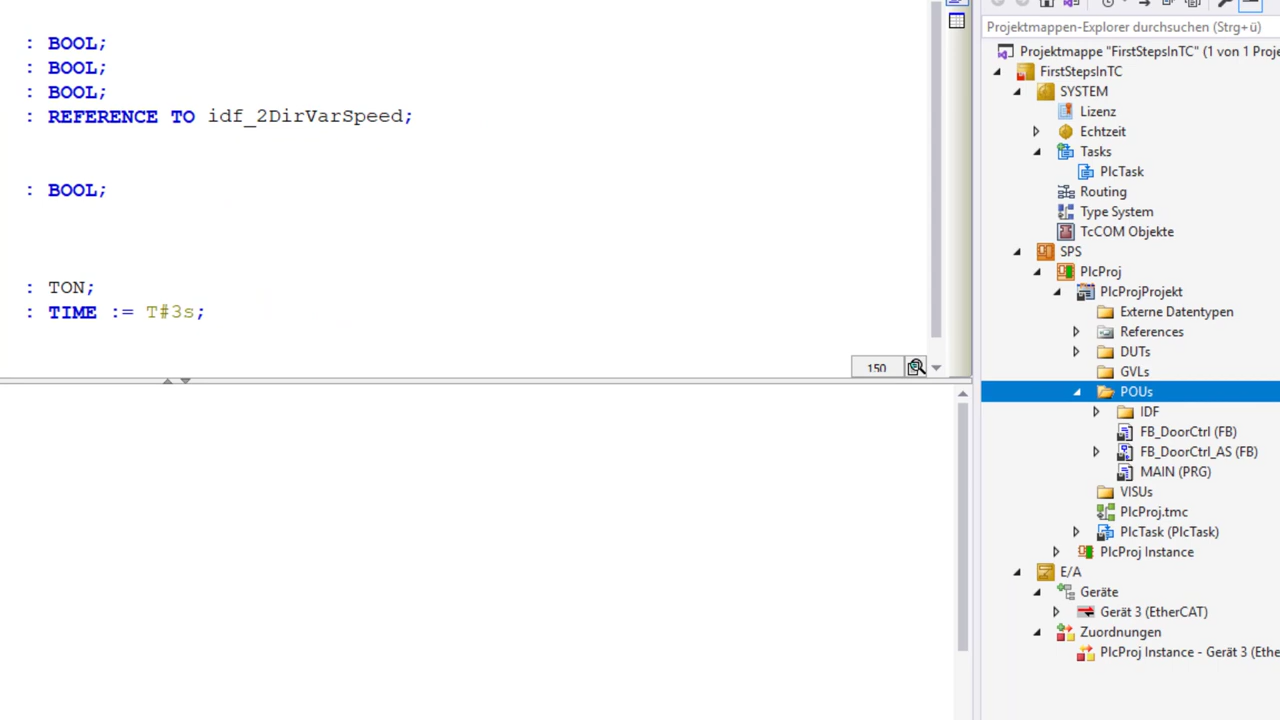 : BOOL;
: BOOL;
: BOOL;
: REFERENCE TO idf_2DirVarSpeed;
: BOOL;
: TON;
: TIME := T#3s;
150
Projektmappen-Explorer durchsuchen (Strg+ü)
Projektmappe "FirstStepsInTC" (1 von 1 Proje
FirstStepsInTC
SYSTEM
Lizenz
Echtzeit
Tasks
PlcTask
Routing
Type System
TcCOM Objekte
SPS
PlcProj
PlcProjProjekt
Externe Datentypen
References
DUTs
GVLs
POUs
IDF
FB_DoorCtrl (FB)
FB_DoorCtrl_AS (FB)
MAIN (PRG)
VISUs
PlcProj.tmc
PlcTask (PlcTask)
PlcProj Instance
E/A
Geräte
Gerät 3 (EtherCAT)
Zuordnungen
PlcProj Instance - Gerät 3 (Ethe